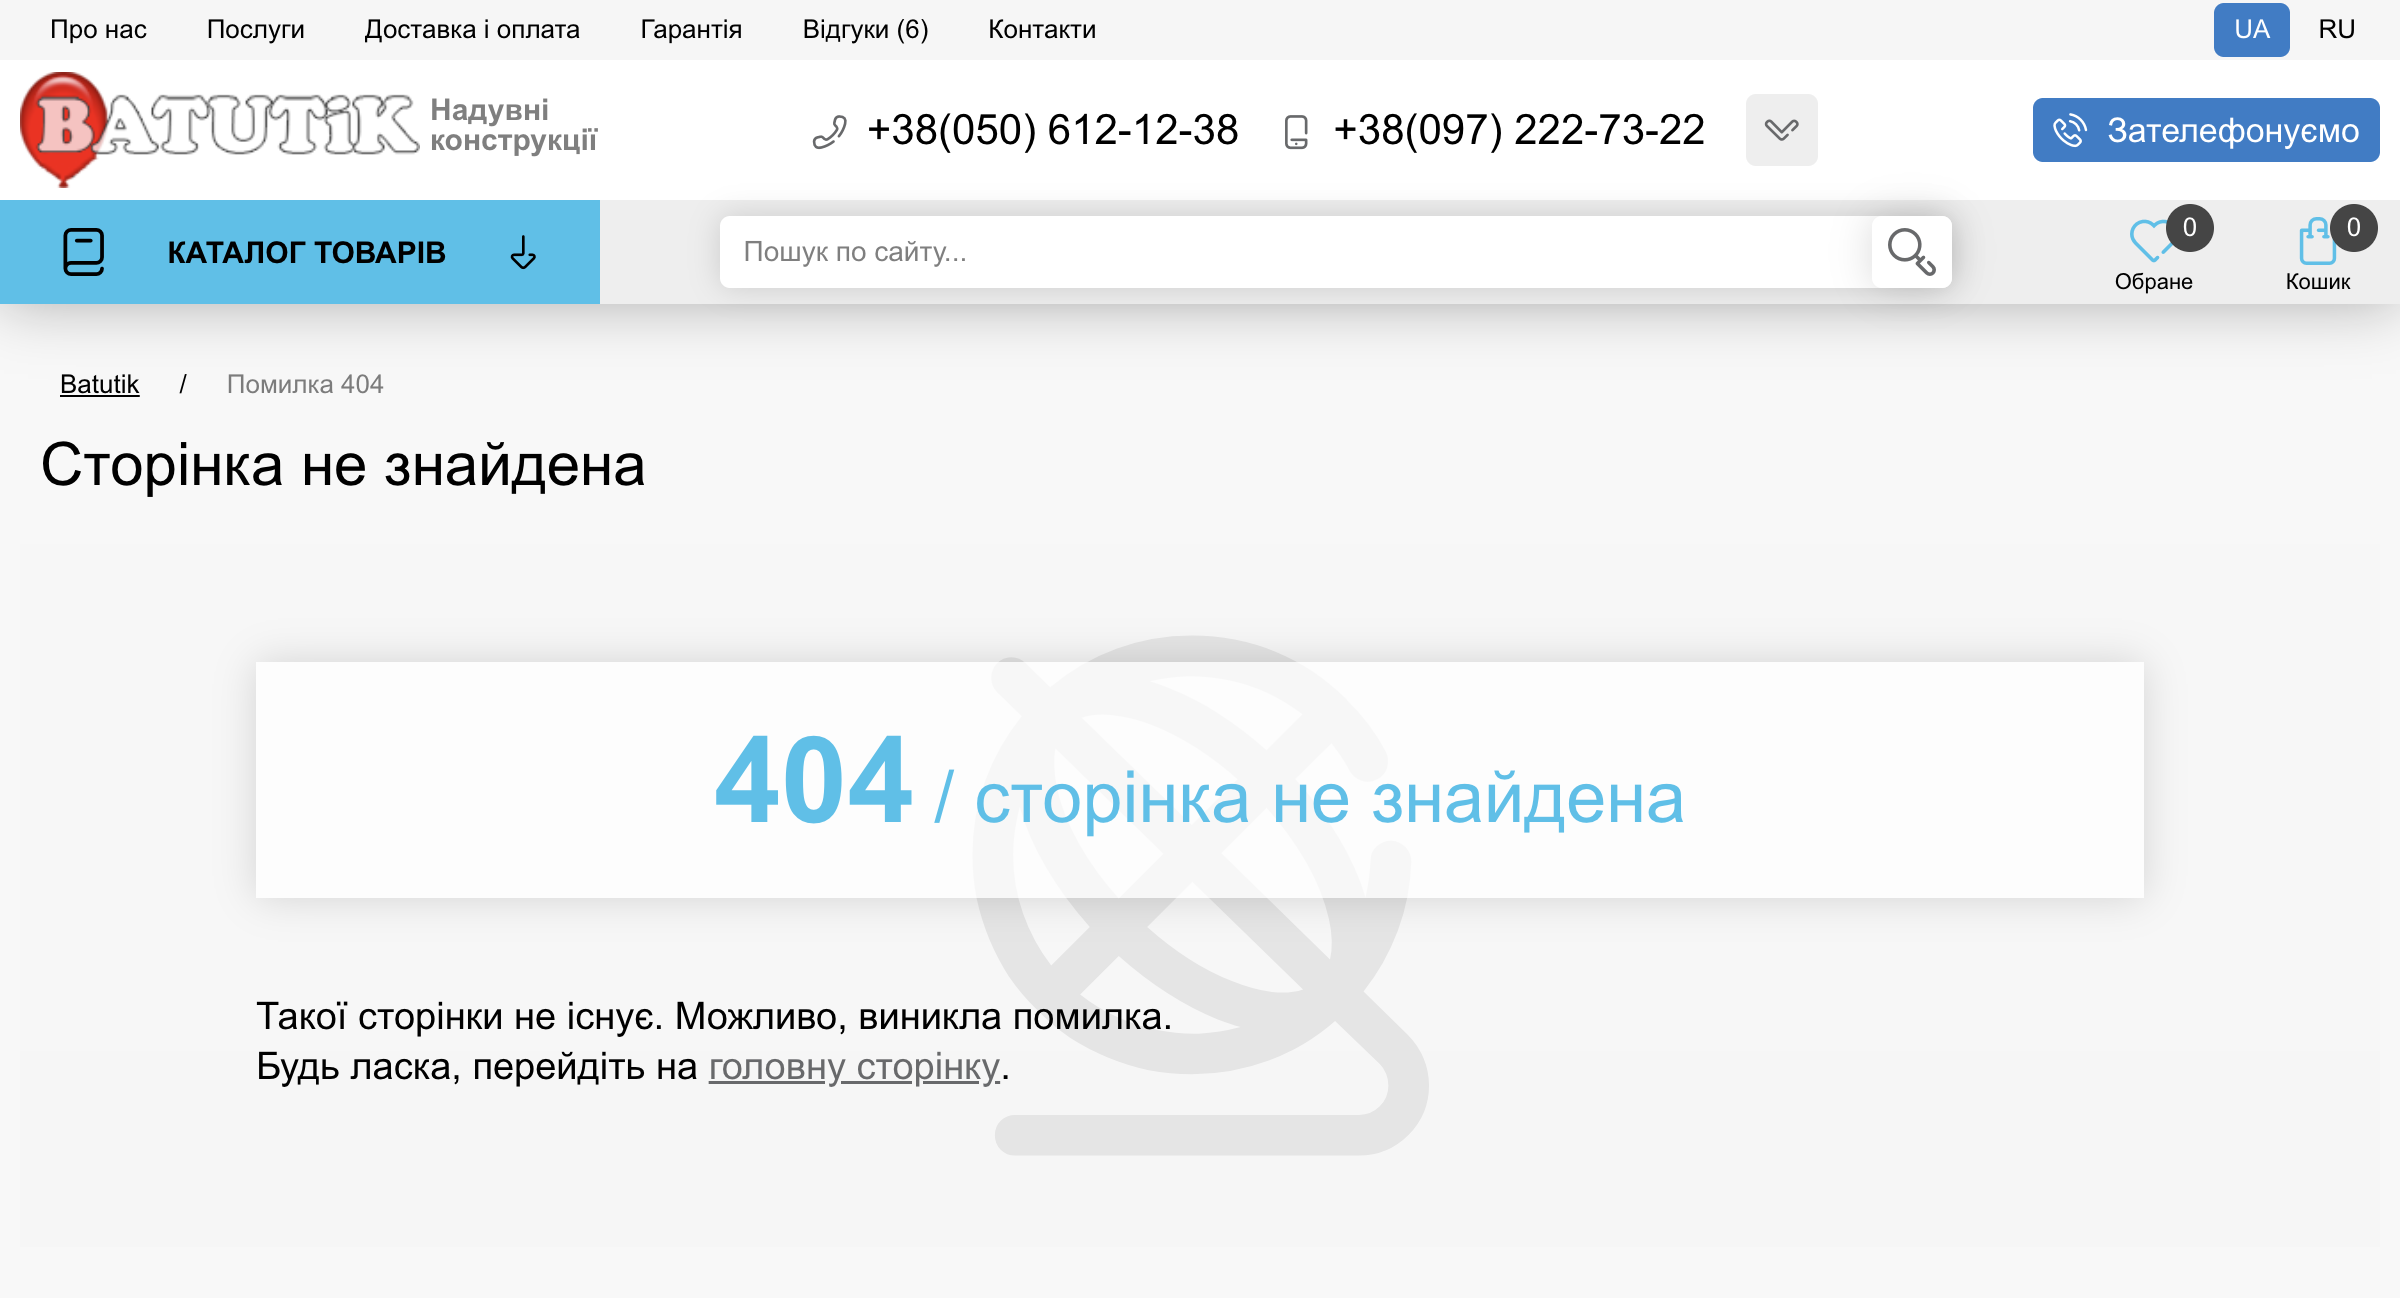 Про нас Послуги Доставка і оплата Гарантія Відгуки (6) Контакти UA RU
BATUTiK Надувні конструкції
+38(050) 612-12-38 +38(097) 222-73-22 Зателефонуємо
КАТАЛОГ ТОВАРІВ Пошук по сайту... 0 Обране 0 Кошик
Batutik / Помилка 404
Сторінка не знайдена
404 / сторінка не знайдена
Такої сторінки не існує. Можливо, виникла помилка.
Будь ласка, перейдіть на головну сторінку.